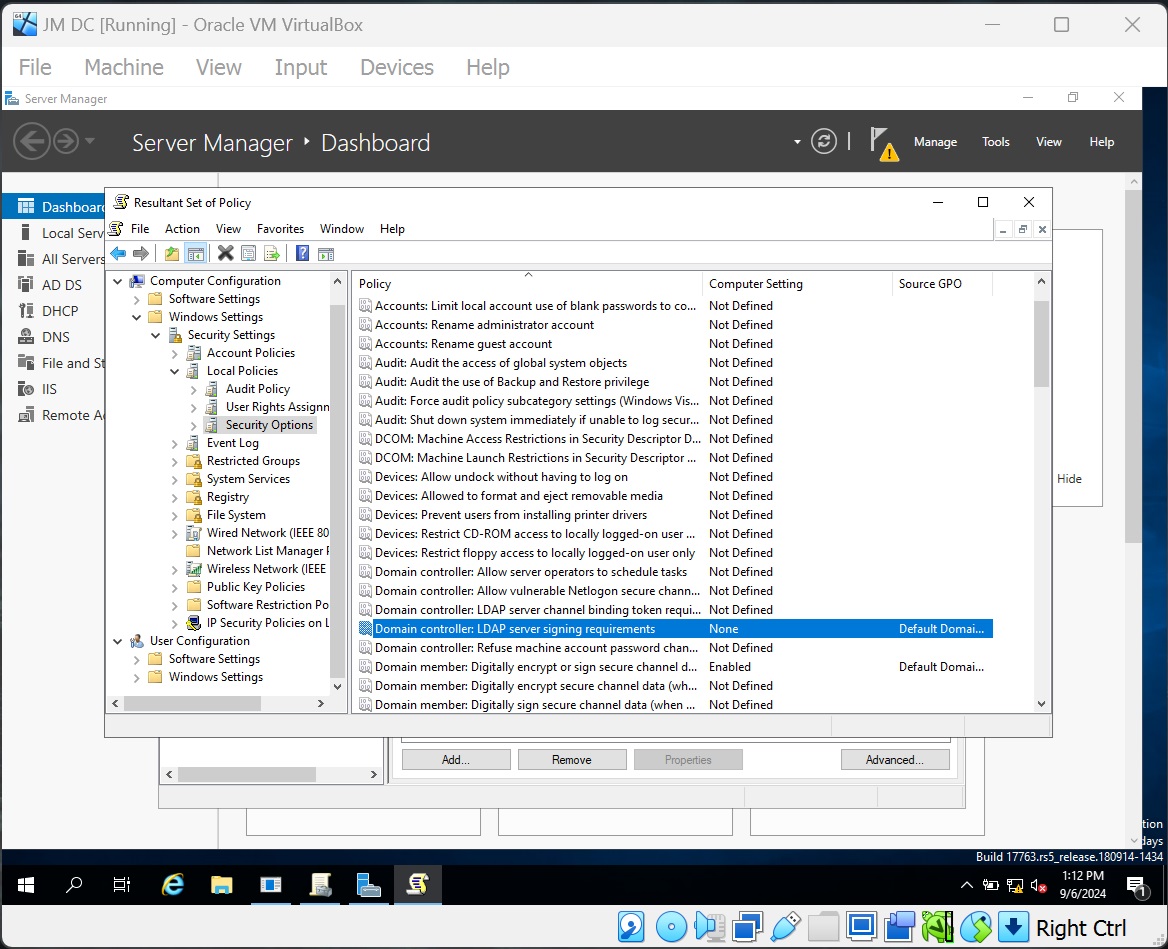 JM DC [Running] - Oracle VM VirtualBox
File Machine View Input Devices Help
Server Manager
Server Manager Dashboard
Manage Tools View Help
Dashboard
Local Serv
All Servers
AD DS
DHCP
DNS
File and St
IIS
Remote Ac
Resultant Set of Policy
File Action View Favorites Window Help
Computer Configuration
Software Settings
Windows Settings
Security Settings
Account Policies
Local Policies
Audit Policy
User Rights Assignm
Security Options
Event Log
Restricted Groups
System Services
Registry
File System
Wired Network (IEEE 80
Network List Manager P
Wireless Network (IEEE
Public Key Policies
Software Restriction Po
IP Security Policies on L
User Configuration
Software Settings
Windows Settings
Policy Computer Setting Source GPO
Accounts: Limit local account use of blank passwords to co... Not Defined
Accounts: Rename administrator account Not Defined
Accounts: Rename guest account Not Defined
Audit: Audit the access of global system objects Not Defined
Audit: Audit the use of Backup and Restore privilege Not Defined
Audit: Force audit policy subcategory settings (Windows Vis... Not Defined
Audit: Shut down system immediately if unable to log secur... Not Defined
DCOM: Machine Access Restrictions in Security Descriptor D... Not Defined
DCOM: Machine Launch Restrictions in Security Descriptor ... Not Defined
Devices: Allow undock without having to log on Not Defined
Devices: Allowed to format and eject removable media Not Defined
Devices: Prevent users from installing printer drivers Not Defined
Devices: Restrict CD-ROM access to locally logged-on user ... Not Defined
Devices: Restrict floppy access to locally logged-on user only Not Defined
Domain controller: Allow server operators to schedule tasks Not Defined
Domain controller: Allow vulnerable Netlogon secure chann... Not Defined
Domain controller: LDAP server channel binding token requi... Not Defined
Domain controller: LDAP server signing requirements None Default Domai...
Domain controller: Refuse machine account password chan... Not Defined
Domain member: Digitally encrypt or sign secure channel d... Enabled Default Domai...
Domain member: Digitally encrypt secure channel data (wh... Not Defined
Domain member: Digitally sign secure channel data (when ... Not Defined
Hide
Add... Remove Properties Advanced...
tion
days
Build 17763.rs5_release.180914-1434
1:12 PM
9/6/2024
1
Right Ctrl